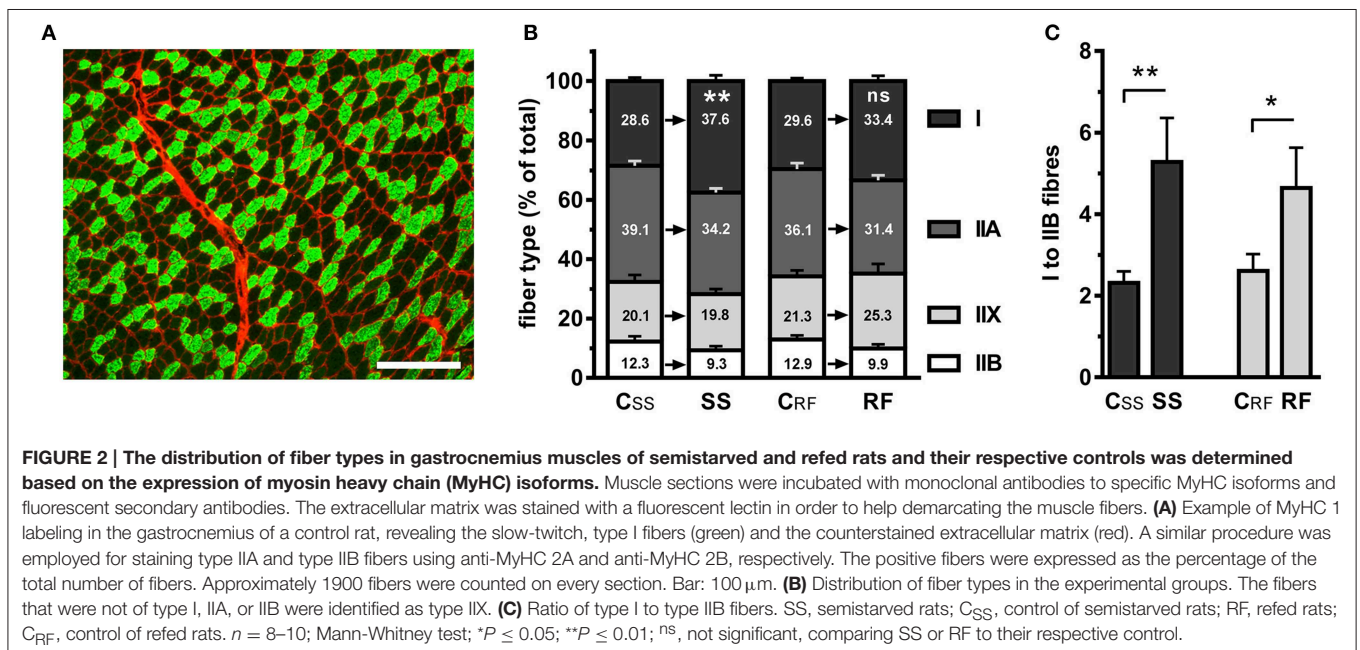 A
B
C
fiber type (% of total)
100
80
60
40
20
0
** ns
28.6 37.6 29.6 33.4
39.1 34.2 36.1 31.4
20.1 19.8 21.3 25.3
12.3 9.3 12.9 9.9
CSS SS CRF RF
I
IIA
IIX
IIB
I to IIB fibres
8
6
4
2
0
**
*
CSS SS CRF RF
FIGURE 2 | The distribution of fiber types in gastrocnemius muscles of semistarved and refed rats and their respective controls was determined
based on the expression of myosin heavy chain (MyHC) isoforms. Muscle sections were incubated with monoclonal antibodies to specific MyHC isoforms and
fluorescent secondary antibodies. The extracellular matrix was stained with a fluorescent lectin in order to help demarcating the muscle fibers. (A) Example of MyHC 1
labeling in the gastrocnemius of a control rat, revealing the slow-twitch, type I fibers (green) and the counterstained extracellular matrix (red). A similar procedure was
employed for staining type IIA and type IIB fibers using anti-MyHC 2A and anti-MyHC 2B, respectively. The positive fibers were expressed as the percentage of the
total number of fibers. Approximately 1900 fibers were counted on every section. Bar: 100 μm. (B) Distribution of fiber types in the experimental groups. The fibers
that were not of type I, IIA, or IIB were identified as type IIX. (C) Ratio of type I to type IIB fibers. SS, semistarved rats; CSS, control of semistarved rats; RF, refed rats;
CRF, control of refed rats. n = 8–10; Mann-Whitney test; *P ≤ 0.05; **P ≤ 0.01; ns, not significant, comparing SS or RF to their respective control.